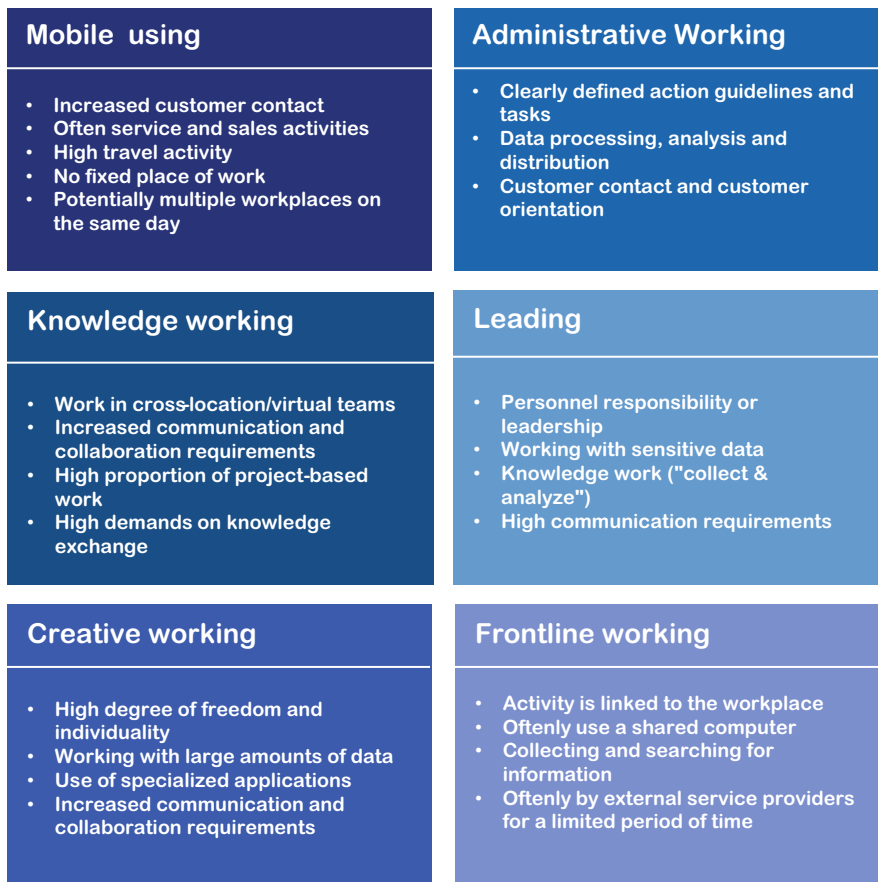 Mobile using
• Increased customer contact
• Often service and sales activities
• High travel activity
• No fixed place of work
• Potentially multiple workplaces on
the same day
Administrative Working
• Clearly defined action guidelines and
tasks
• Data processing, analysis and
distribution
• Customer contact and customer
orientation
Knowledge working
• Work in cross-location/virtual teams
• Increased communication and
collaboration requirements
• High proportion of project-based
work
• High demands on knowledge
exchange
Leading
• Personnel responsibility or
leadership
• Working with sensitive data
• Knowledge work ("collect &
analyze")
• High communication requirements
Creative working
• High degree of freedom and
individuality
• Working with large amounts of data
• Use of specialized applications
• Increased communication and
collaboration requirements
Frontline working
• Activity is linked to the workplace
• Oftenly use a shared computer
• Collecting and searching for
information
• Oftenly by external service providers
for a limited period of time